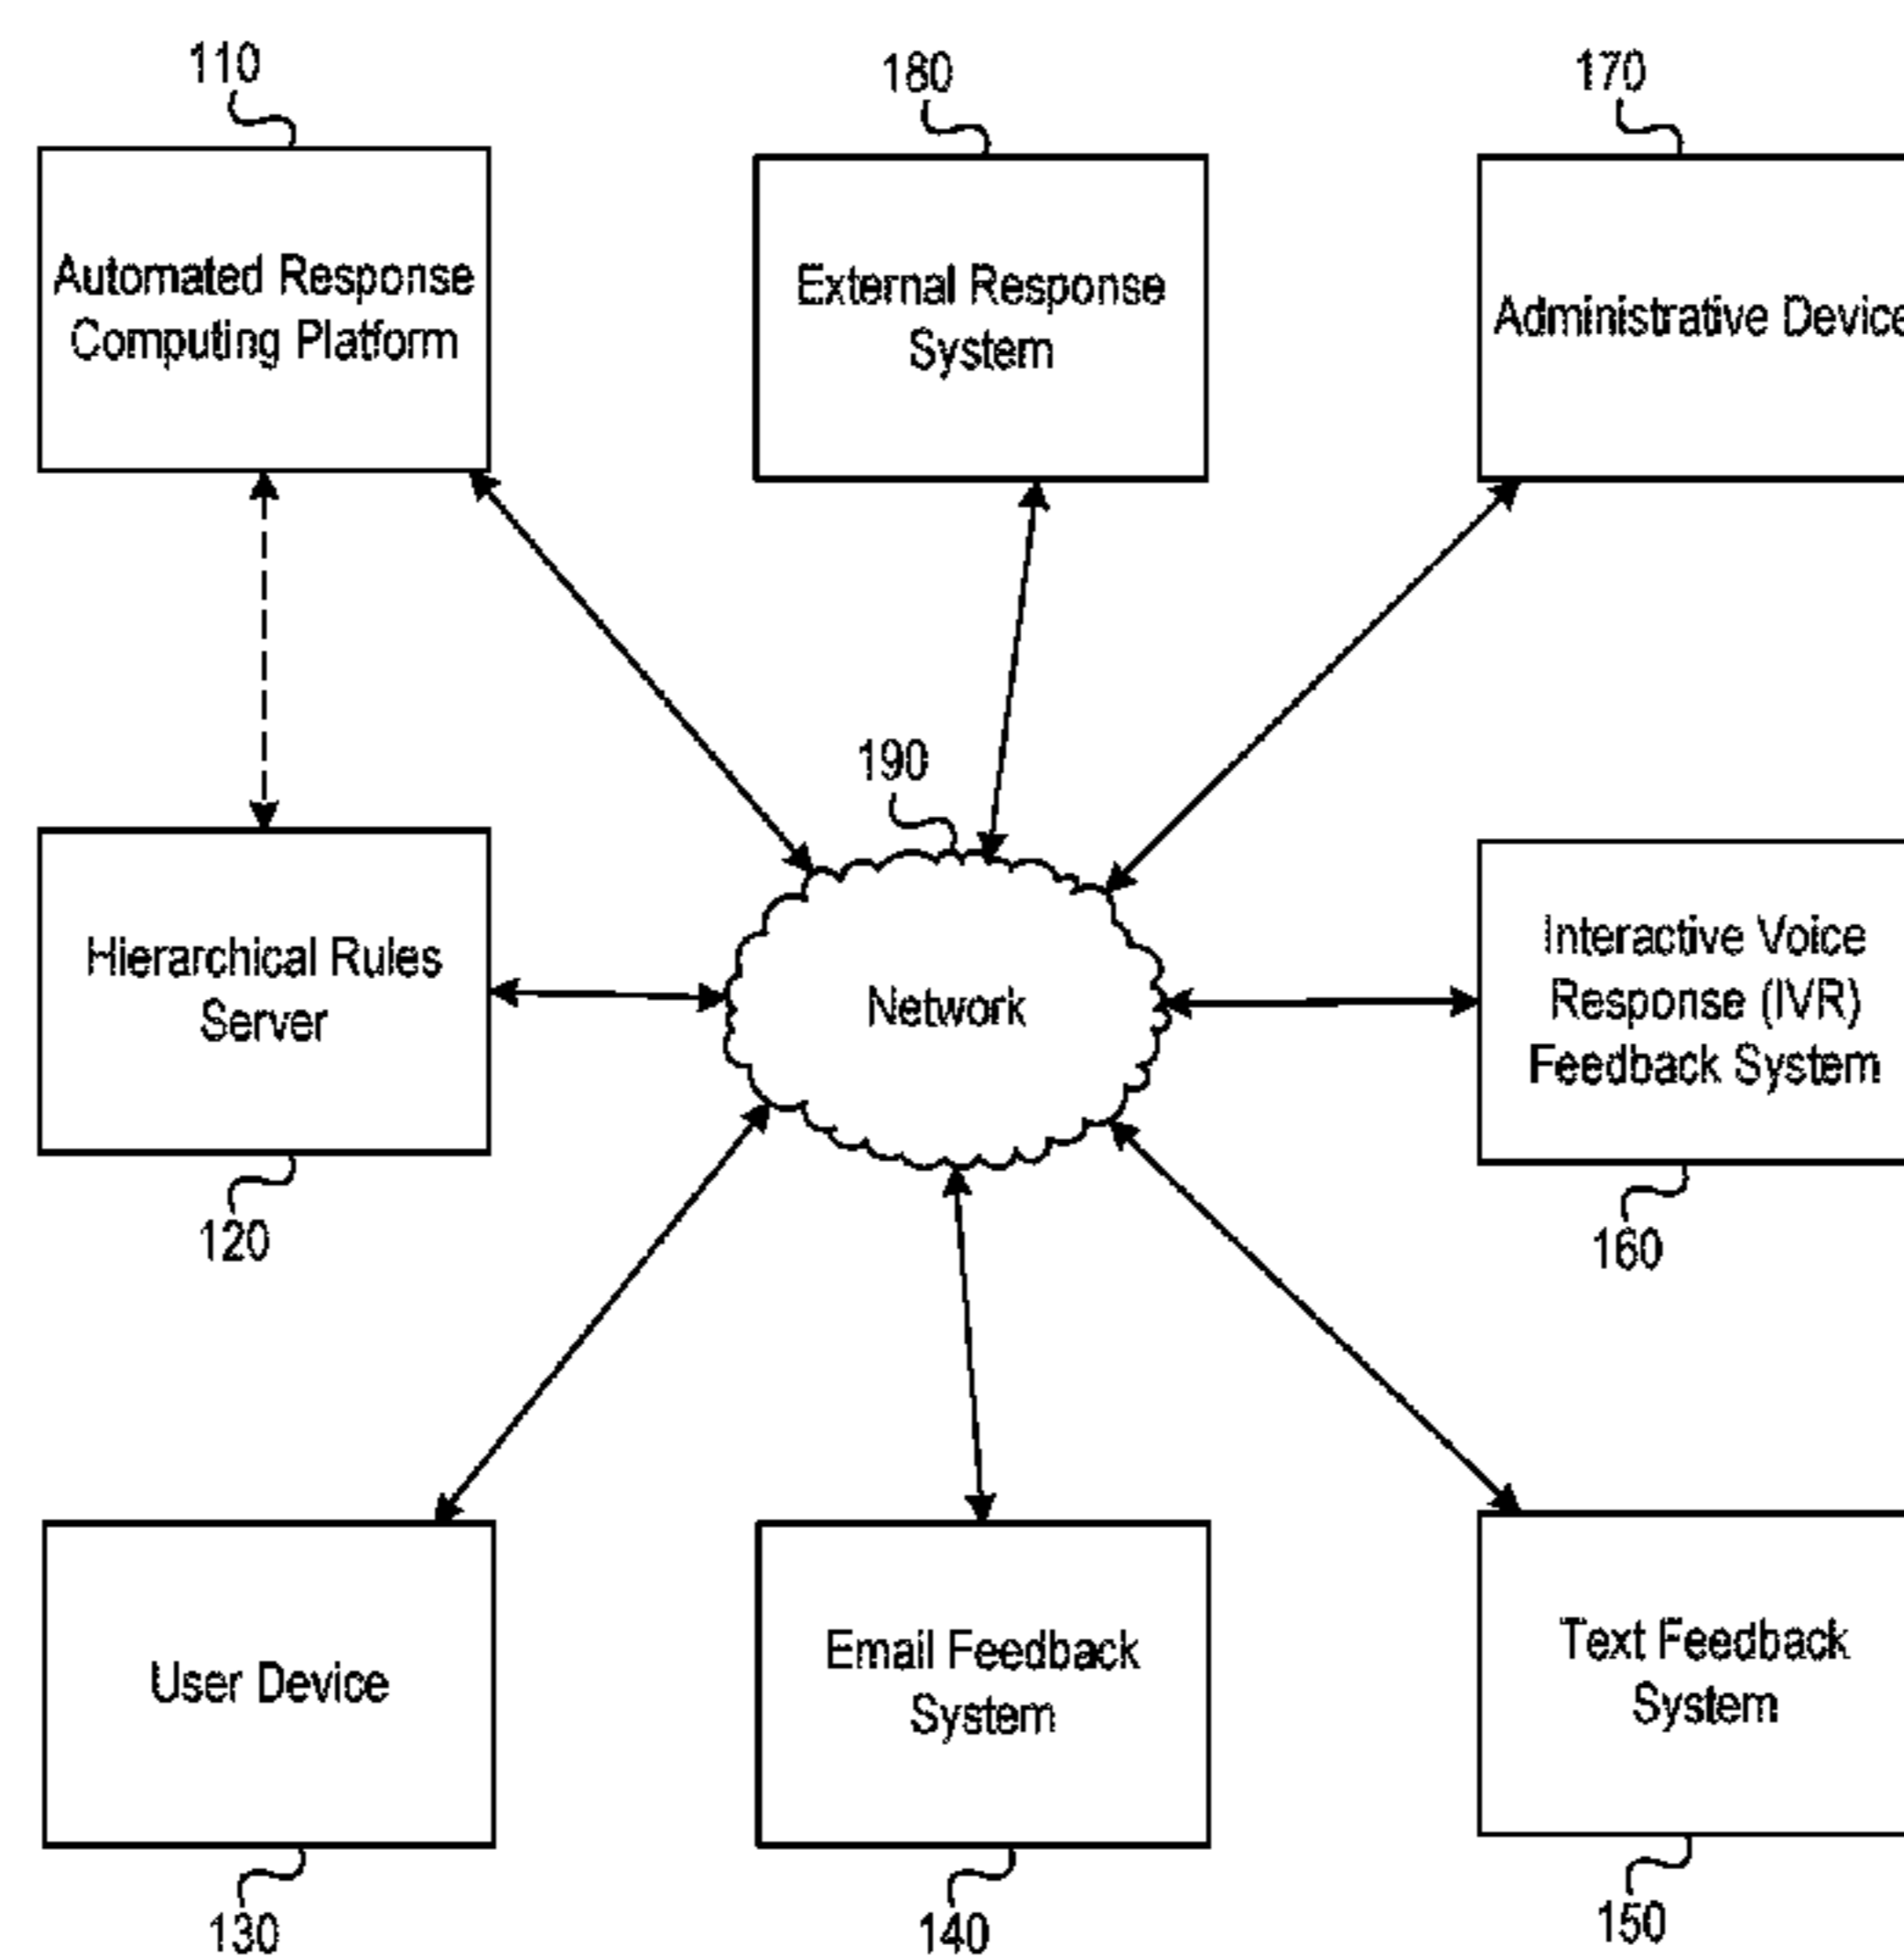 110
180
170
Automated Response
Computing Platform
External Response
System
Administrative Device
190
Hierarchical Rules
Server
Network
Interactive Voice
Response (IVR)
Feedback System
120
160
User Device
Email Feedback
System
Text Feedback
System
130
140
150